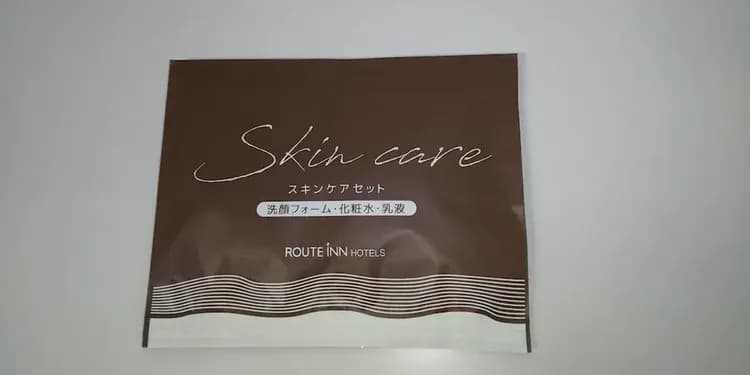 Skin care
スキンケアセット
洗顔フォーム・化粧水・乳液
ROUTE INN HOTELS